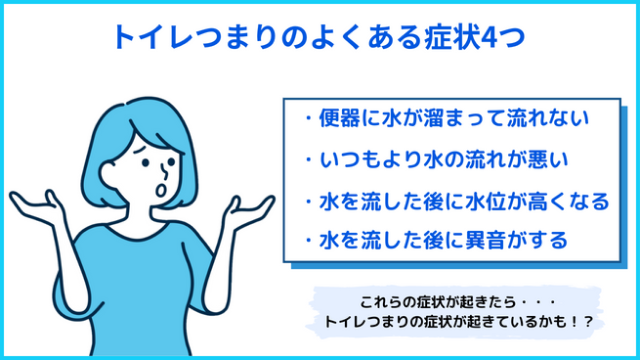 トイレつまりのよくある症状4つ
・便器に水が溜まって流れない
・いつもより水の流れが悪い
・水を流した後に水位が高くなる
・水を流した後に異音がする
これらの症状が起きたら・・・
トイレつまりの症状が起きているかも！？